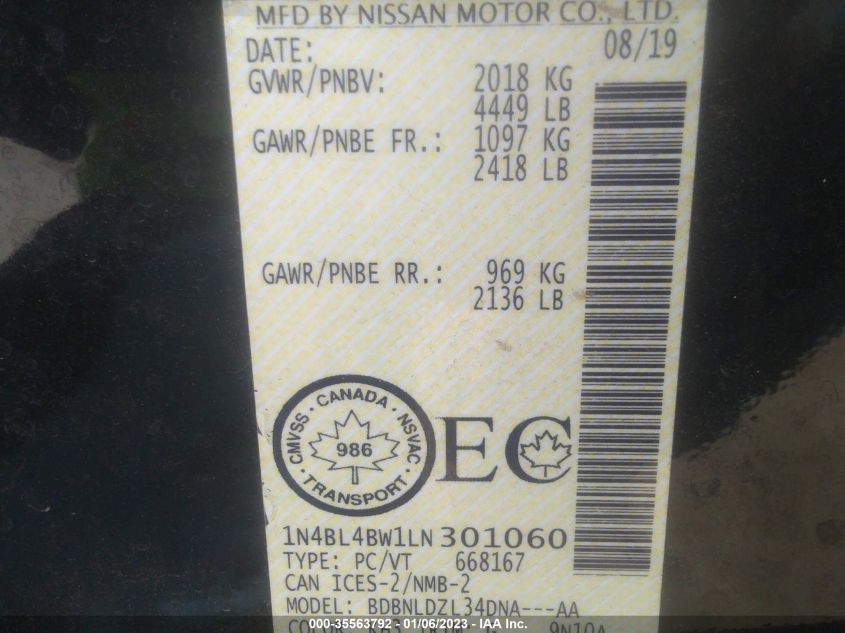 MFD BY NISSAN MOTOR CO., LTD.
DATE: 08/19
GVWR/PNBV: 2018 KG
4449 LB
GAWR/PNBE FR.: 1097 KG
2418 LB
GAWR/PNBE RR.: 969 KG
2136 LB
CMVSS · CANADA · NSVAC · TRANSPORT ·
986
EC
1N4BL4BW1LN301060
TYPE: PC/VT 668167
CAN ICES-2/NMB-2
MODEL: BDBNLDZL34DNA---AA
000-35563792 - 01/06/2023 - IAA Inc.